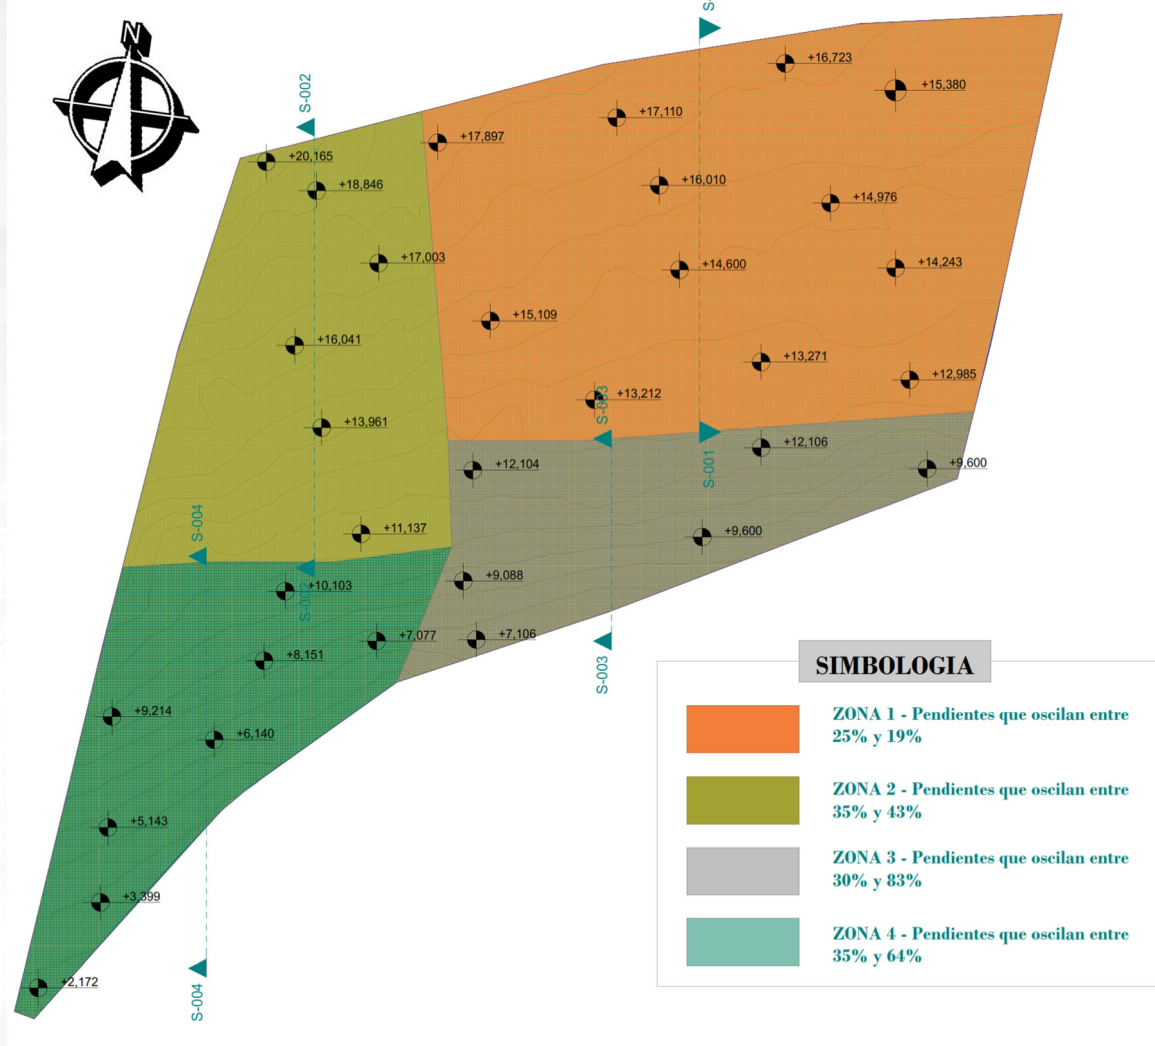 N
S-
S-002
+16,723
+15,380
+17,110
+17,897
+20,165
+18,846
+16,010
+14,976
+17,003
+14,600
+14,243
+15,109
+16,041
+13,271
+12,985
+13,212
S-003
+13,961
+12,106
S-001
+12,104
+9,600
S-004
+11,137
+9,600
+9,088
+10,103
S-002
+7,106
+7,077
+8,151
S-003
+9,214
+6,140
+5,143
+3,399
+2,172
S-004
SIMBOLOGIA
ZONA 1 - Pendientes que oscilan entre
25% y 19%
ZONA 2 - Pendientes que oscilan entre
35% y 43%
ZONA 3 - Pendientes que oscilan entre
30% y 83%
ZONA 4 - Pendientes que oscilan entre
35% y 64%